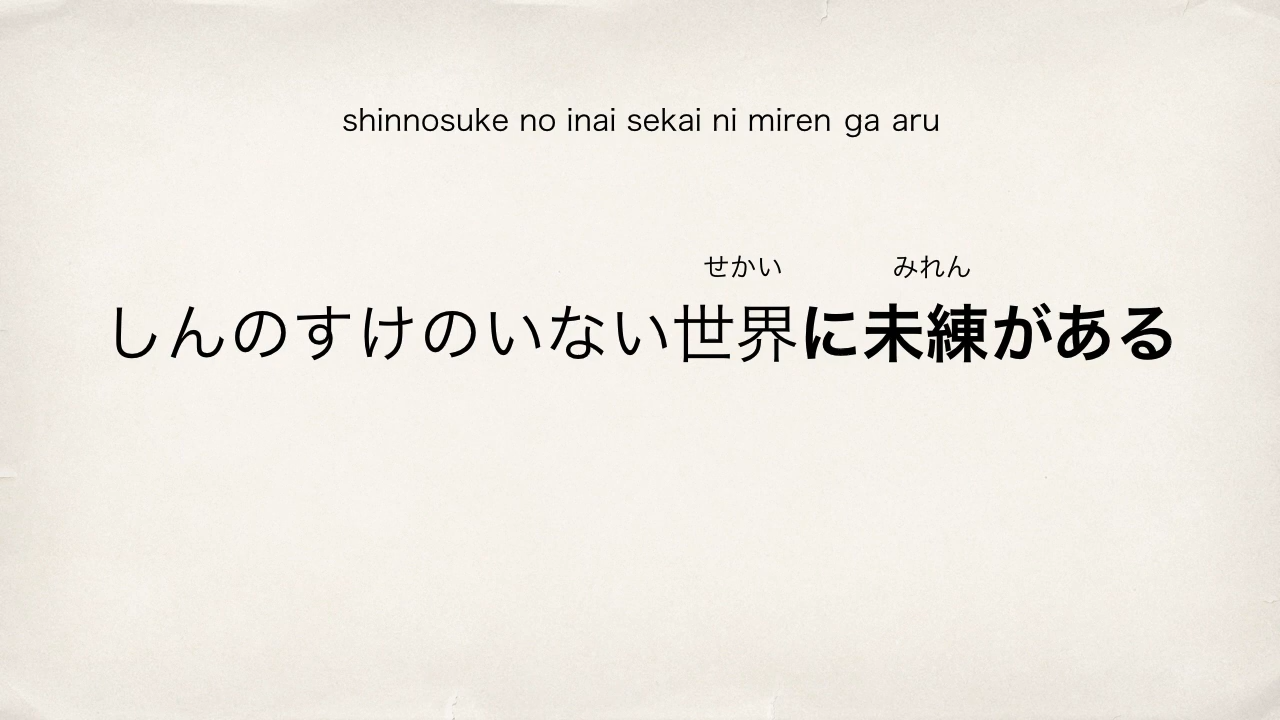 shinnosuke no inai sekai ni miren ga aru
せかい みれん
しんのすけのいない世界に未練がある